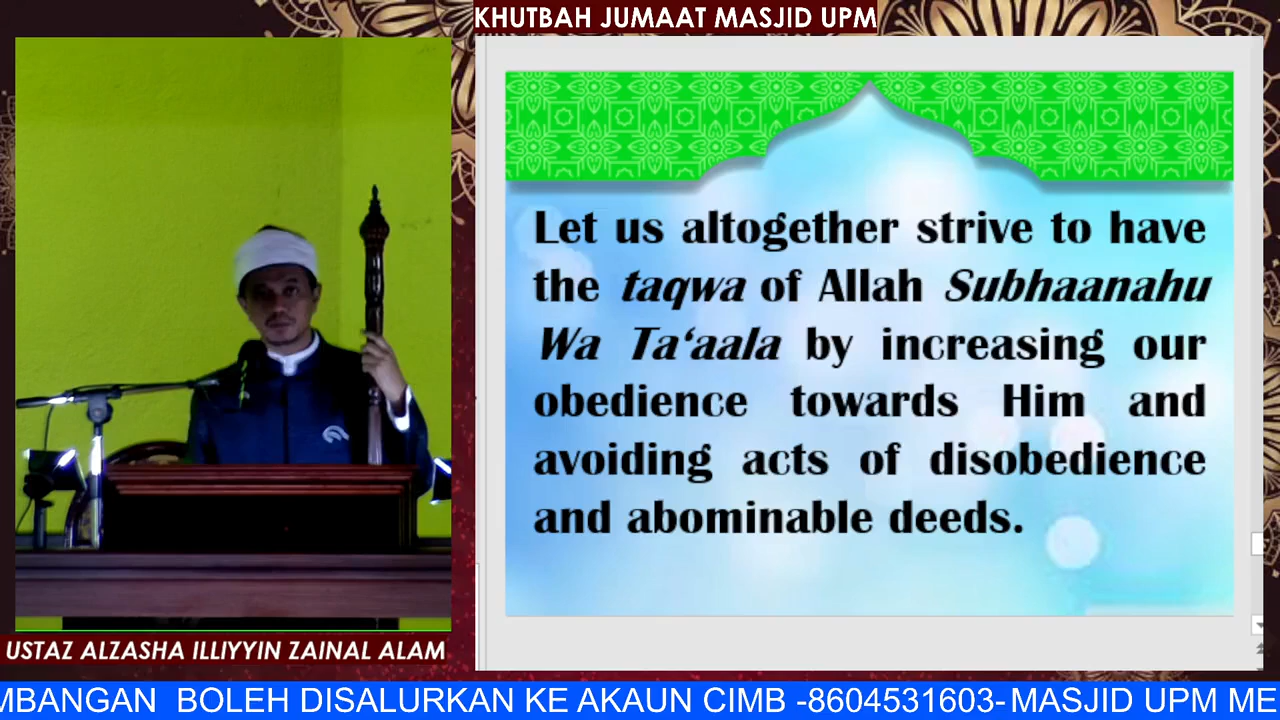 KHUTBAH JUMAAT MASJID UPM
Let us altogether strive to have
the taqwa of Allah Subhaanahu
Wa Ta‘aala by increasing our
obedience towards Him and
avoiding acts of disobedience
and abominable deeds.
USTAZ ALZASHA ILLIYYIN ZAINAL ALAM
MBANGAN BOLEH DISALURKAN KE AKAUN CIMB -8604531603- MASJID UPM ME